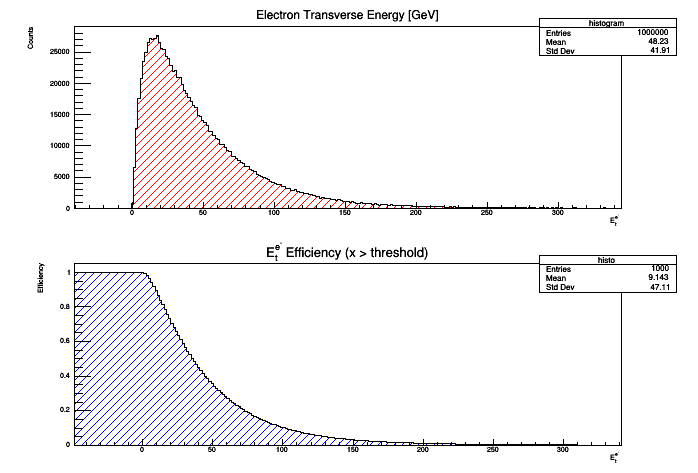 Electron Transverse Energy [GeV]
Counts
histogram
Entries 1000000
Mean 48.23
Std Dev 41.91
25000
20000
15000
10000
5000
0
0 50 100 150 200 250 300
E_t^e-
E_t^e- Efficiency (x > threshold)
Efficiency
histo
Entries 1000
Mean 9.143
Std Dev 47.11
1
0.8
0.6
0.4
0.2
0
0 50 100 150 200 250 300
E_t^e-